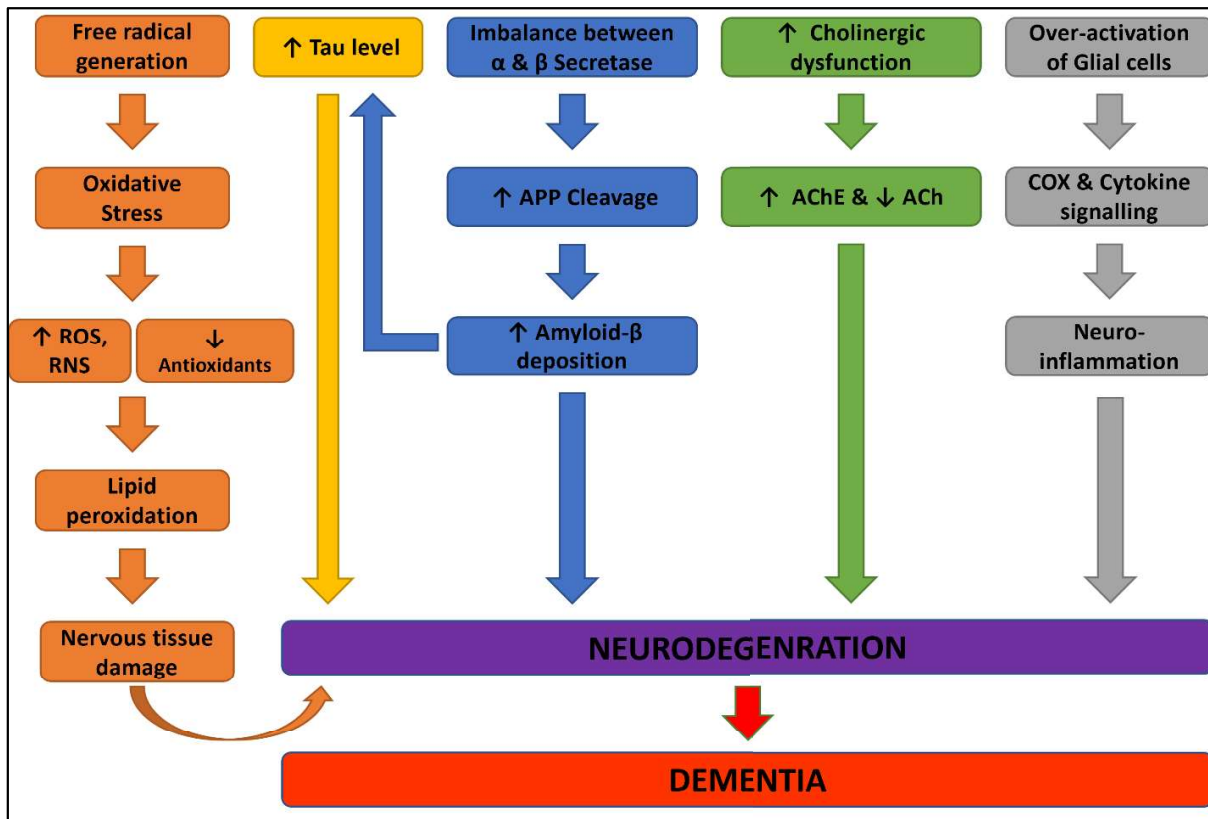 Free radical
generation
↑ Tau level
Imbalance between
α & β Secretase
↑ Cholinergic
dysfunction
Over-activation
of Glial cells
Oxidative
Stress
↑ APP Cleavage
↑ AChE & ↓ ACh
COX & Cytokine
signalling
↑ ROS,
RNS
↓
Antioxidants
↑ Amyloid-β
deposition
Neuro-
inflammation
Lipid
peroxidation
Nervous tissue
damage
NEURODEGENRATION
DEMENTIA